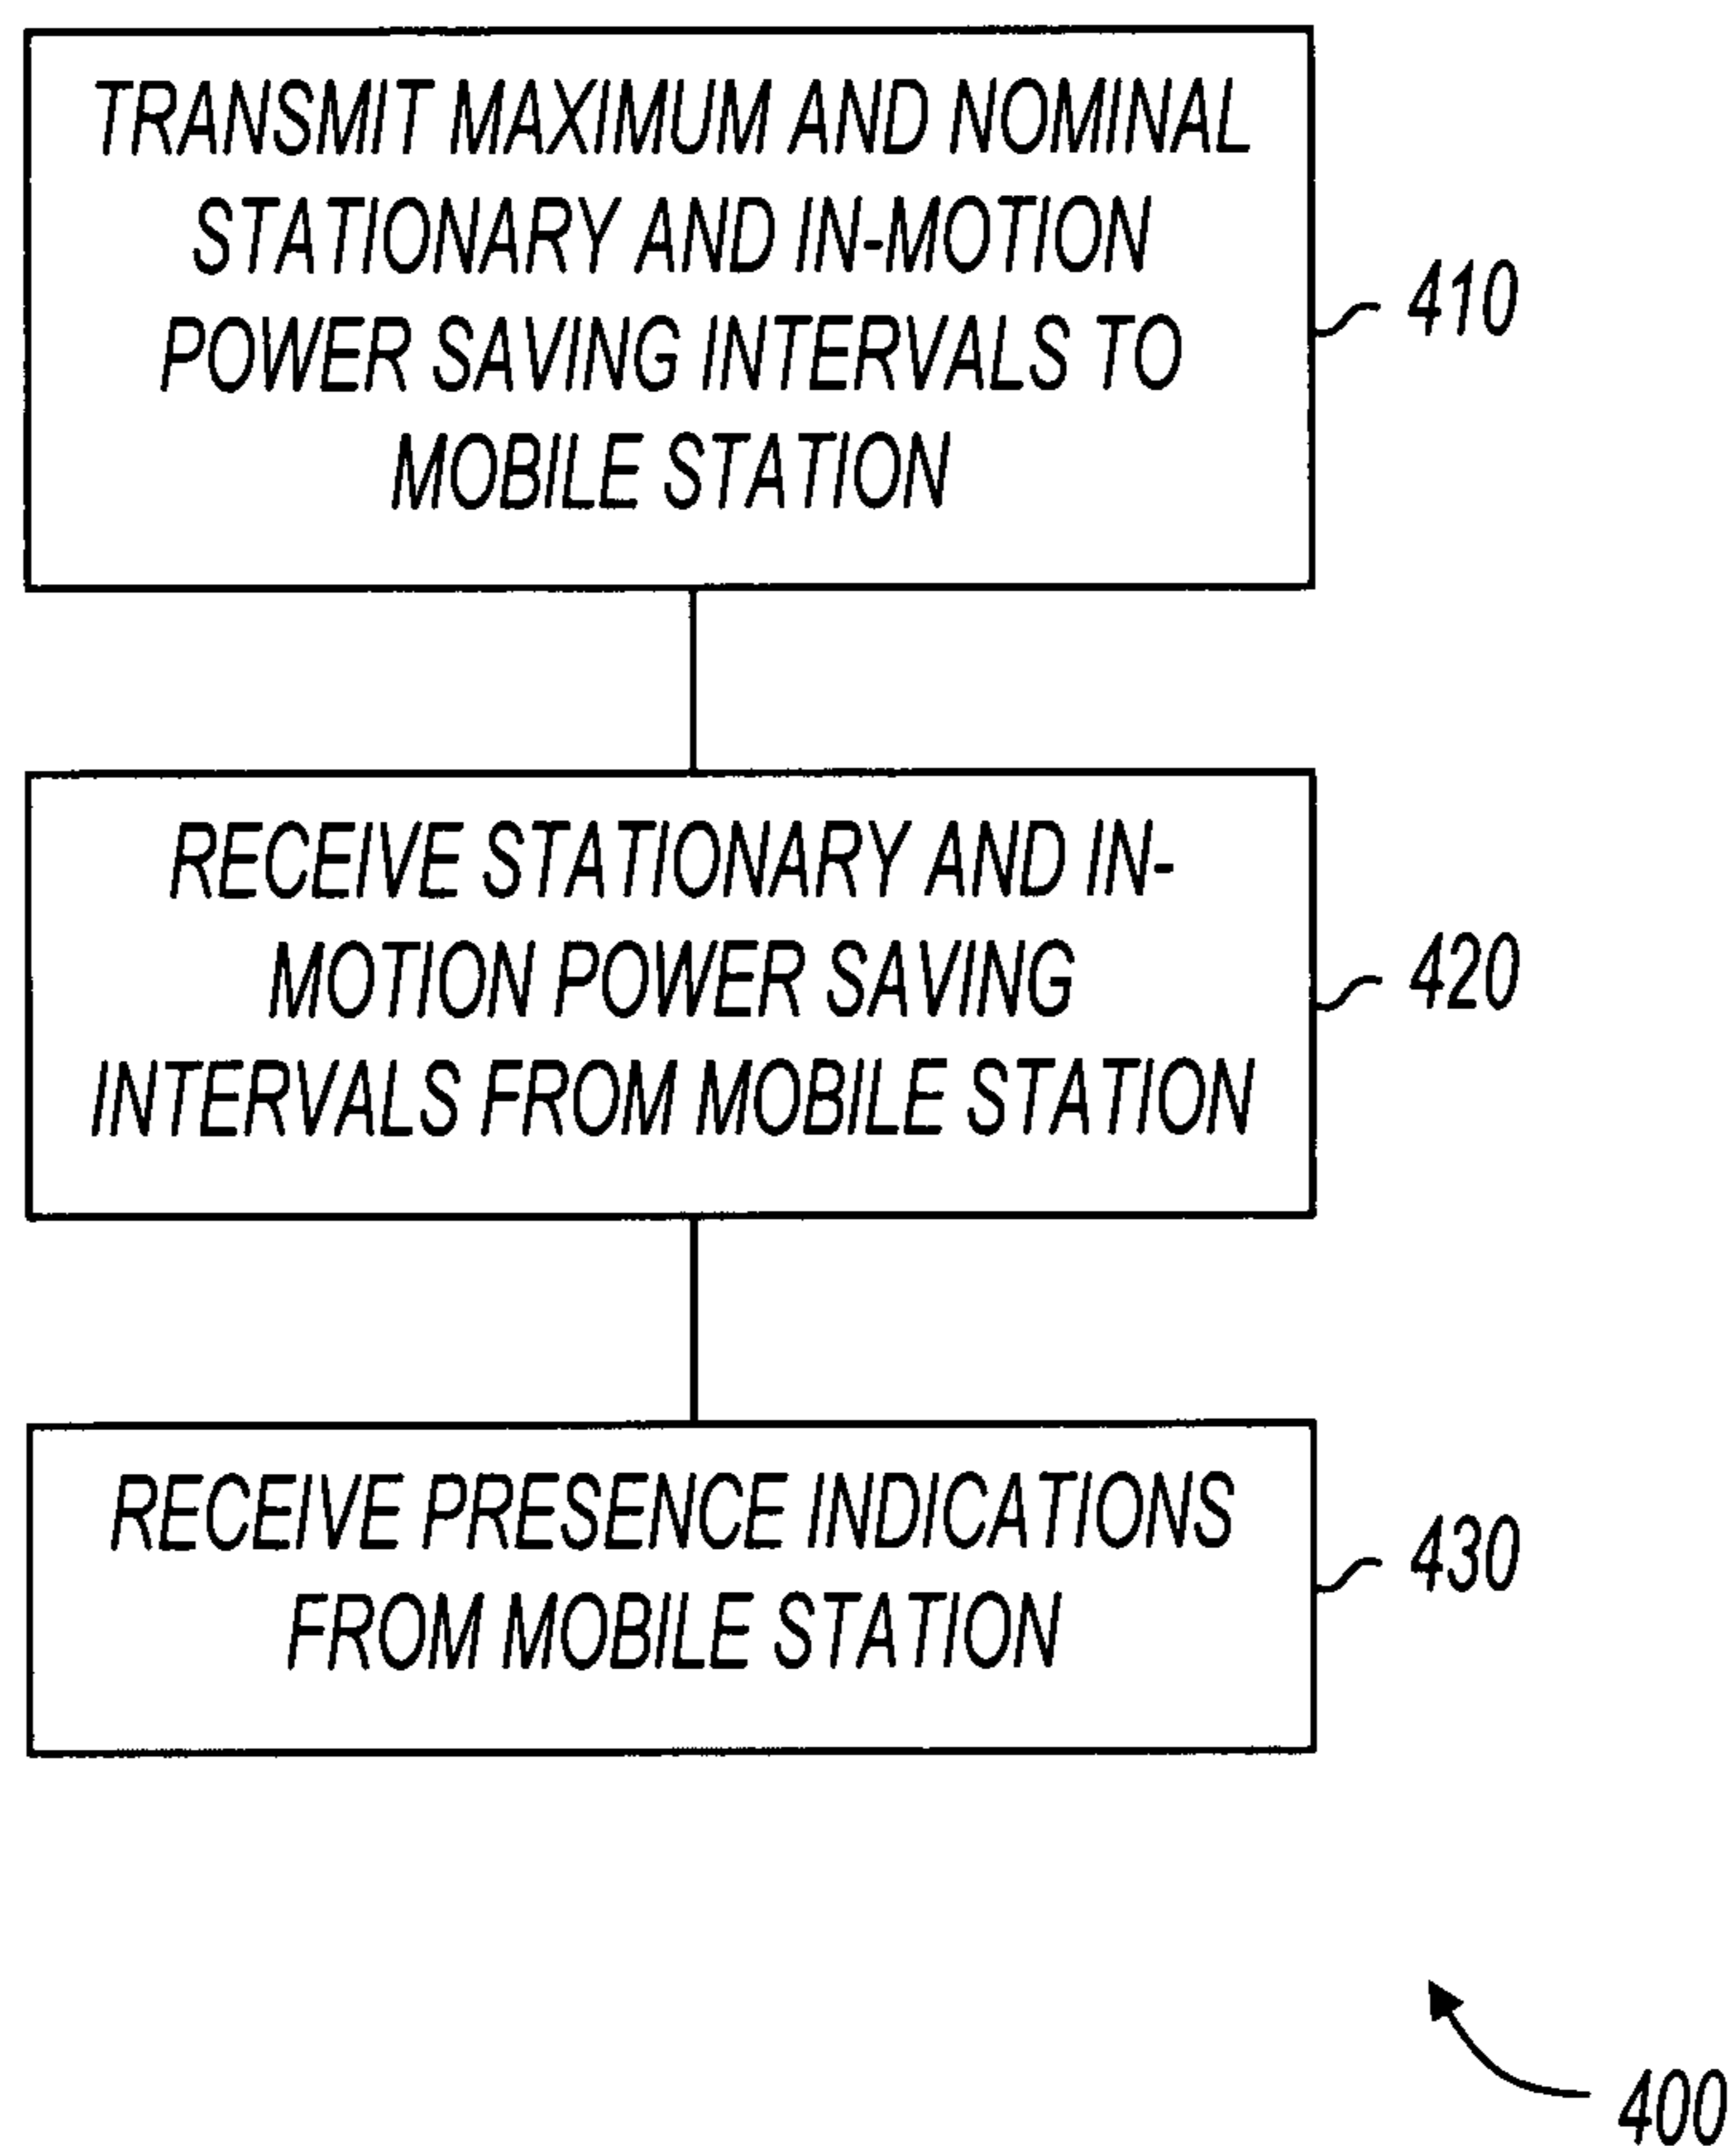 TRANSMIT MAXIMUM AND NOMINAL
STATIONARY AND IN-MOTION
POWER SAVING INTERVALS TO
MOBILE STATION
410
RECEIVE STATIONARY AND IN-
MOTION POWER SAVING
INTERVALS FROM MOBILE STATION
420
RECEIVE PRESENCE INDICATIONS
FROM MOBILE STATION
430
400